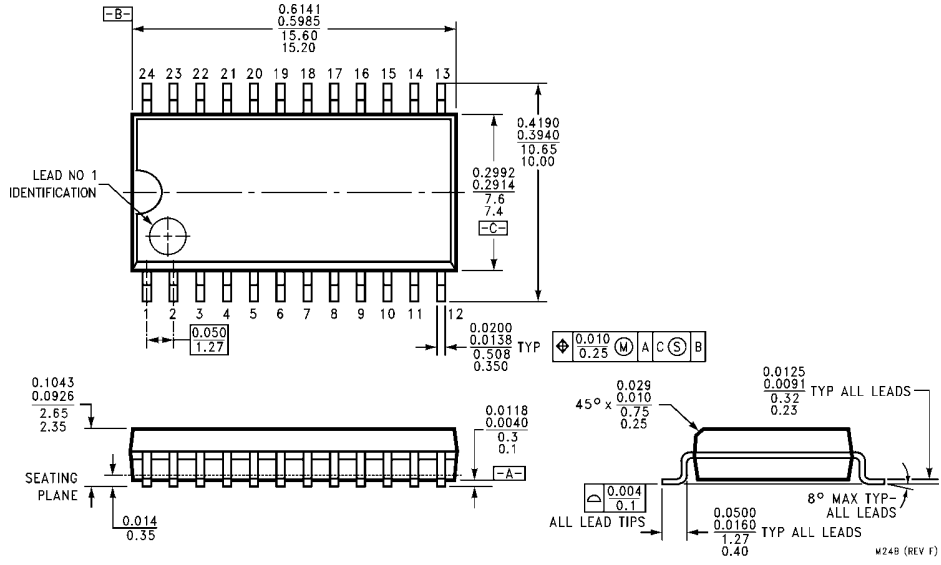 -B-
0.6141
0.5985
15.60
15.20
24 23 22 21 20 19 18 17 16 15 14 13
LEAD NO 1
IDENTIFICATION
0.2992
0.2914
7.6
7.4
-C-
0.4190
0.3940
10.65
10.00
1 2 3 4 5 6 7 8 9 10 11 12
0.050
1.27
0.0200
0.0138
0.508
0.350
TYP
⌖ 0.010 Ⓜ A C Ⓢ B
0.25
0.1043
0.0926
2.65
2.35
SEATING
PLANE
0.014
0.35
0.0118
0.0040
0.3
0.1
-A-
45° x
0.029
0.010
0.75
0.25
0.0125
0.0091
0.32
0.23
TYP ALL LEADS
⌓ 0.004
0.1
ALL LEAD TIPS
0.0500
0.0160
1.27
0.40
TYP ALL LEADS
8° MAX TYP-
ALL LEADS
M24B (REV F)